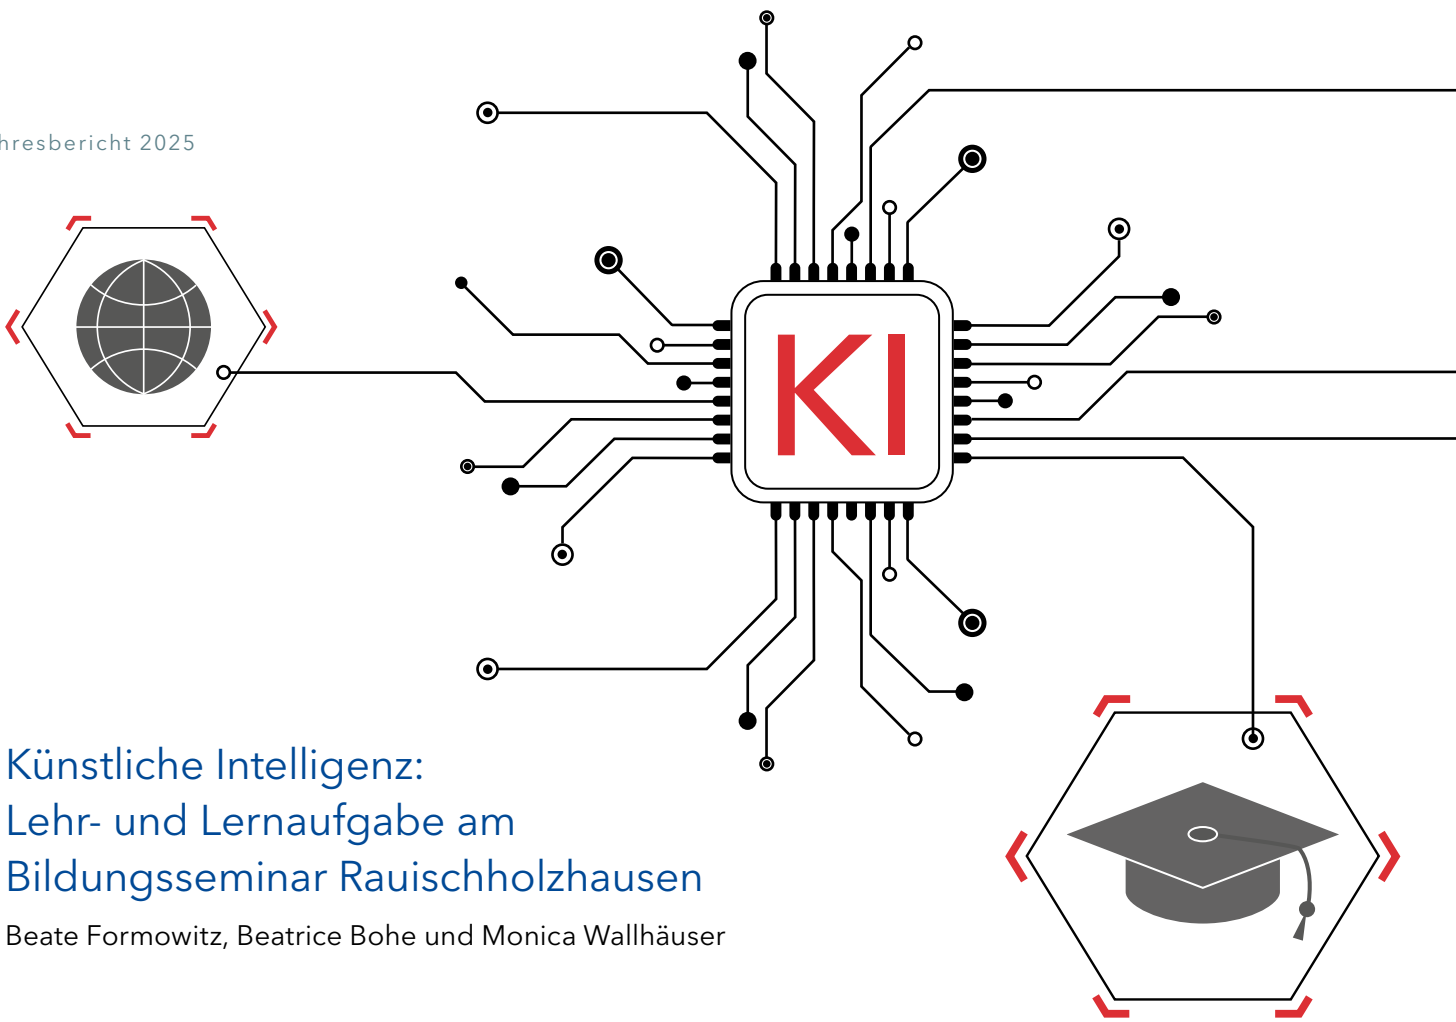 hresbericht 2025
KI
Künstliche Intelligenz:
Lehr- und Lernaufgabe am
Bildungsseminar Rauischholzhausen
Beate Formowitz, Beatrice Bohe und Monica Wallhäuser